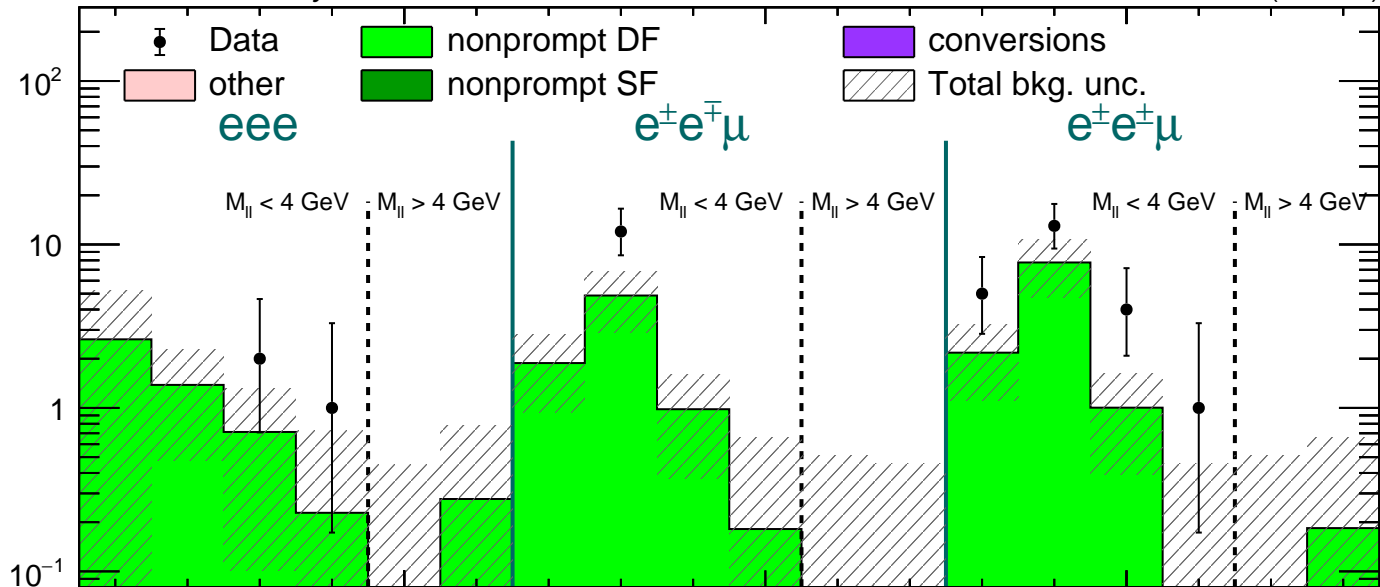 Data nonprompt DF conversions
other nonprompt SF Total bkg. unc.
eee e±e∓μ e±e±μ
M_ll < 4 GeV M_ll > 4 GeV M_ll < 4 GeV M_ll > 4 GeV M_ll < 4 GeV M_ll > 4 GeV
10²
10
1
10⁻¹